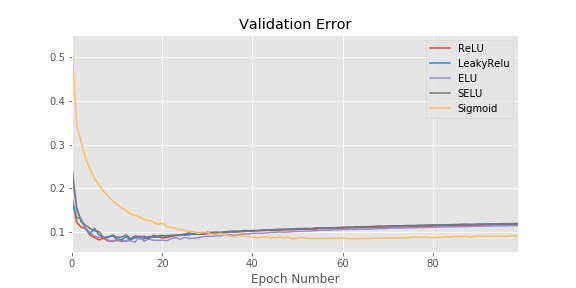 Validation Error
0.5
0.4
0.3
0.2
0.1
0
20
40
60
80
Epoch Number
ReLU
LeakyRelu
ELU
SELU
Sigmoid